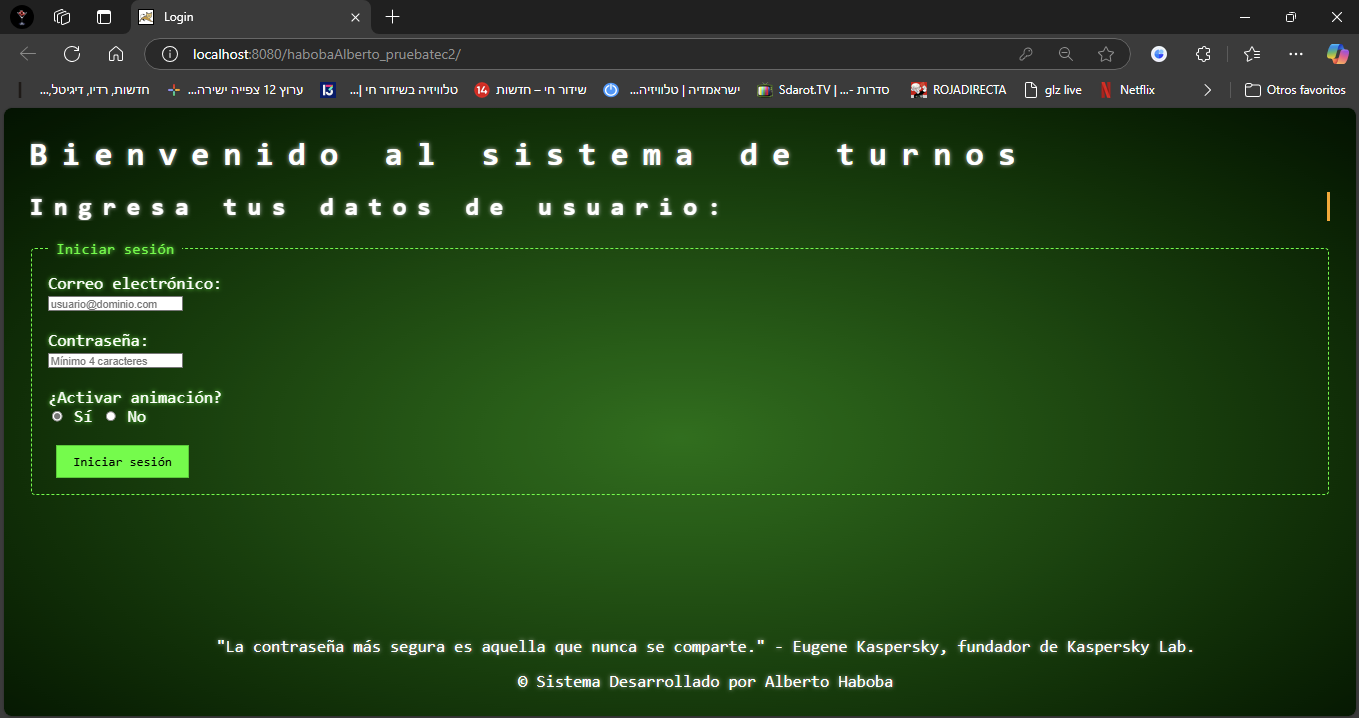 Login
localhost:8080/habobaAlberto_pruebatec2/
חדשות, רדיו, דיגיטל,...
ערוץ 12 צפייה ישירה...
טלוויזיה בשידור חי |...
שידור חי – חדשות 14
ישראמדיה | טלוויזיה...
Sdarot.TV | ...- סדרות
ROJADIRECTA
glz live
Netflix
Otros favoritos
Bienvenido al sistema de turnos
Ingresa tus datos de usuario:
Iniciar sesión
Correo electrónico:
usuario@dominio.com
Contraseña:
Mínimo 4 caracteres
¿Activar animación?
Sí No
Iniciar sesión
"La contraseña más segura es aquella que nunca se comparte." - Eugene Kaspersky, fundador de Kaspersky Lab.
© Sistema Desarrollado por Alberto Haboba